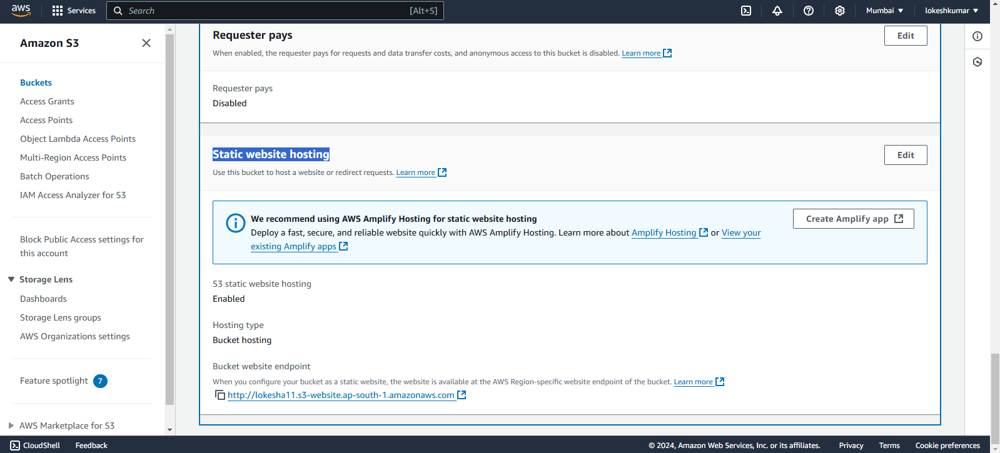 aws
Services
Search
[Alt+S]
Mumbai
lokeshkumar
Amazon S3
Buckets
Access Grants
Access Points
Object Lambda Access Points
Multi-Region Access Points
Batch Operations
IAM Access Analyzer for S3
Block Public Access settings for
this account
Storage Lens
Dashboards
Storage Lens groups
AWS Organizations settings
Feature spotlight 7
AWS Marketplace for S3
Requester pays
Edit
When enabled, the requester pays for requests and data transfer costs, and anonymous access to this bucket is disabled. Learn more
Requester pays
Disabled
Static website hosting
Edit
Use this bucket to host a website or redirect requests. Learn more
We recommend using AWS Amplify Hosting for static website hosting
Deploy a fast, secure, and reliable website quickly with AWS Amplify Hosting. Learn more about Amplify Hosting or View your
existing Amplify apps
Create Amplify app
S3 static website hosting
Enabled
Hosting type
Bucket hosting
Bucket website endpoint
When you configure your bucket as a static website, the website is available at the AWS Region-specific website endpoint of the bucket. Learn more
http://lokesha11.s3-website.ap-south-1.amazonaws.com
CloudShell
Feedback
© 2024, Amazon Web Services, Inc. or its affiliates.
Privacy
Terms
Cookie preferences